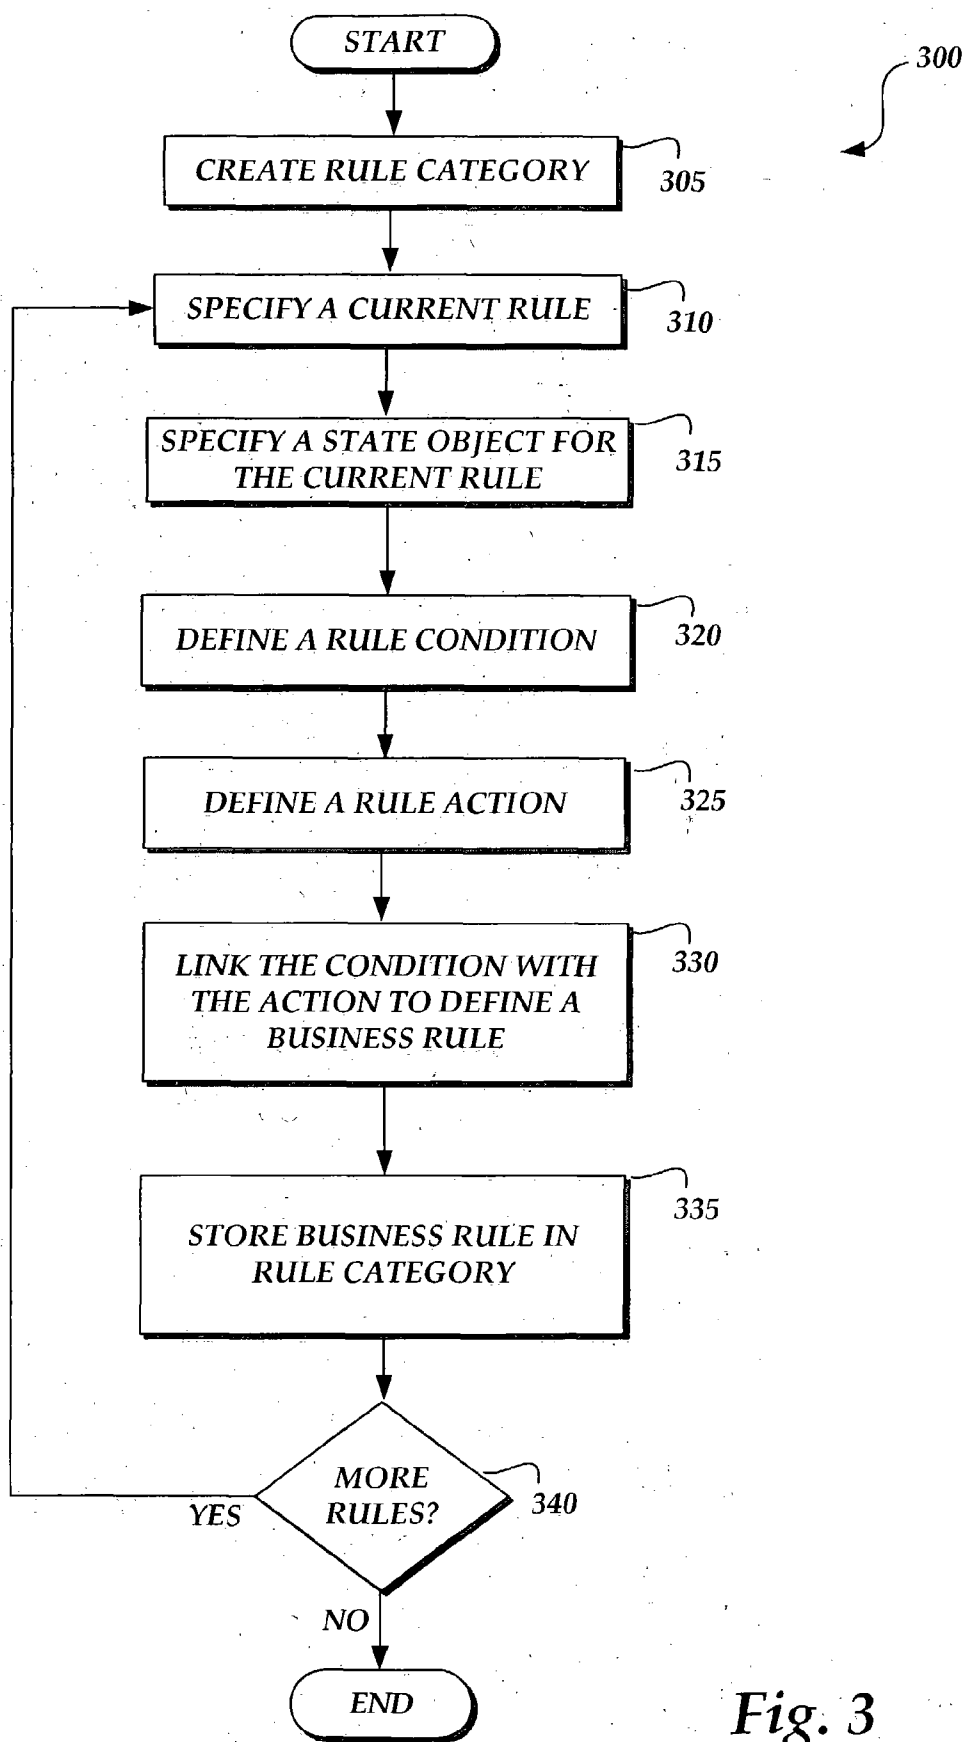 START
300
CREATE RULE CATEGORY
305
SPECIFY A CURRENT RULE
310
SPECIFY A STATE OBJECT FOR
THE CURRENT RULE
315
DEFINE A RULE CONDITION
320
DEFINE A RULE ACTION
325
LINK THE CONDITION WITH
THE ACTION TO DEFINE A
BUSINESS RULE
330
STORE BUSINESS RULE IN
RULE CATEGORY
335
MORE
RULES?
340
YES
NO
END
Fig. 3